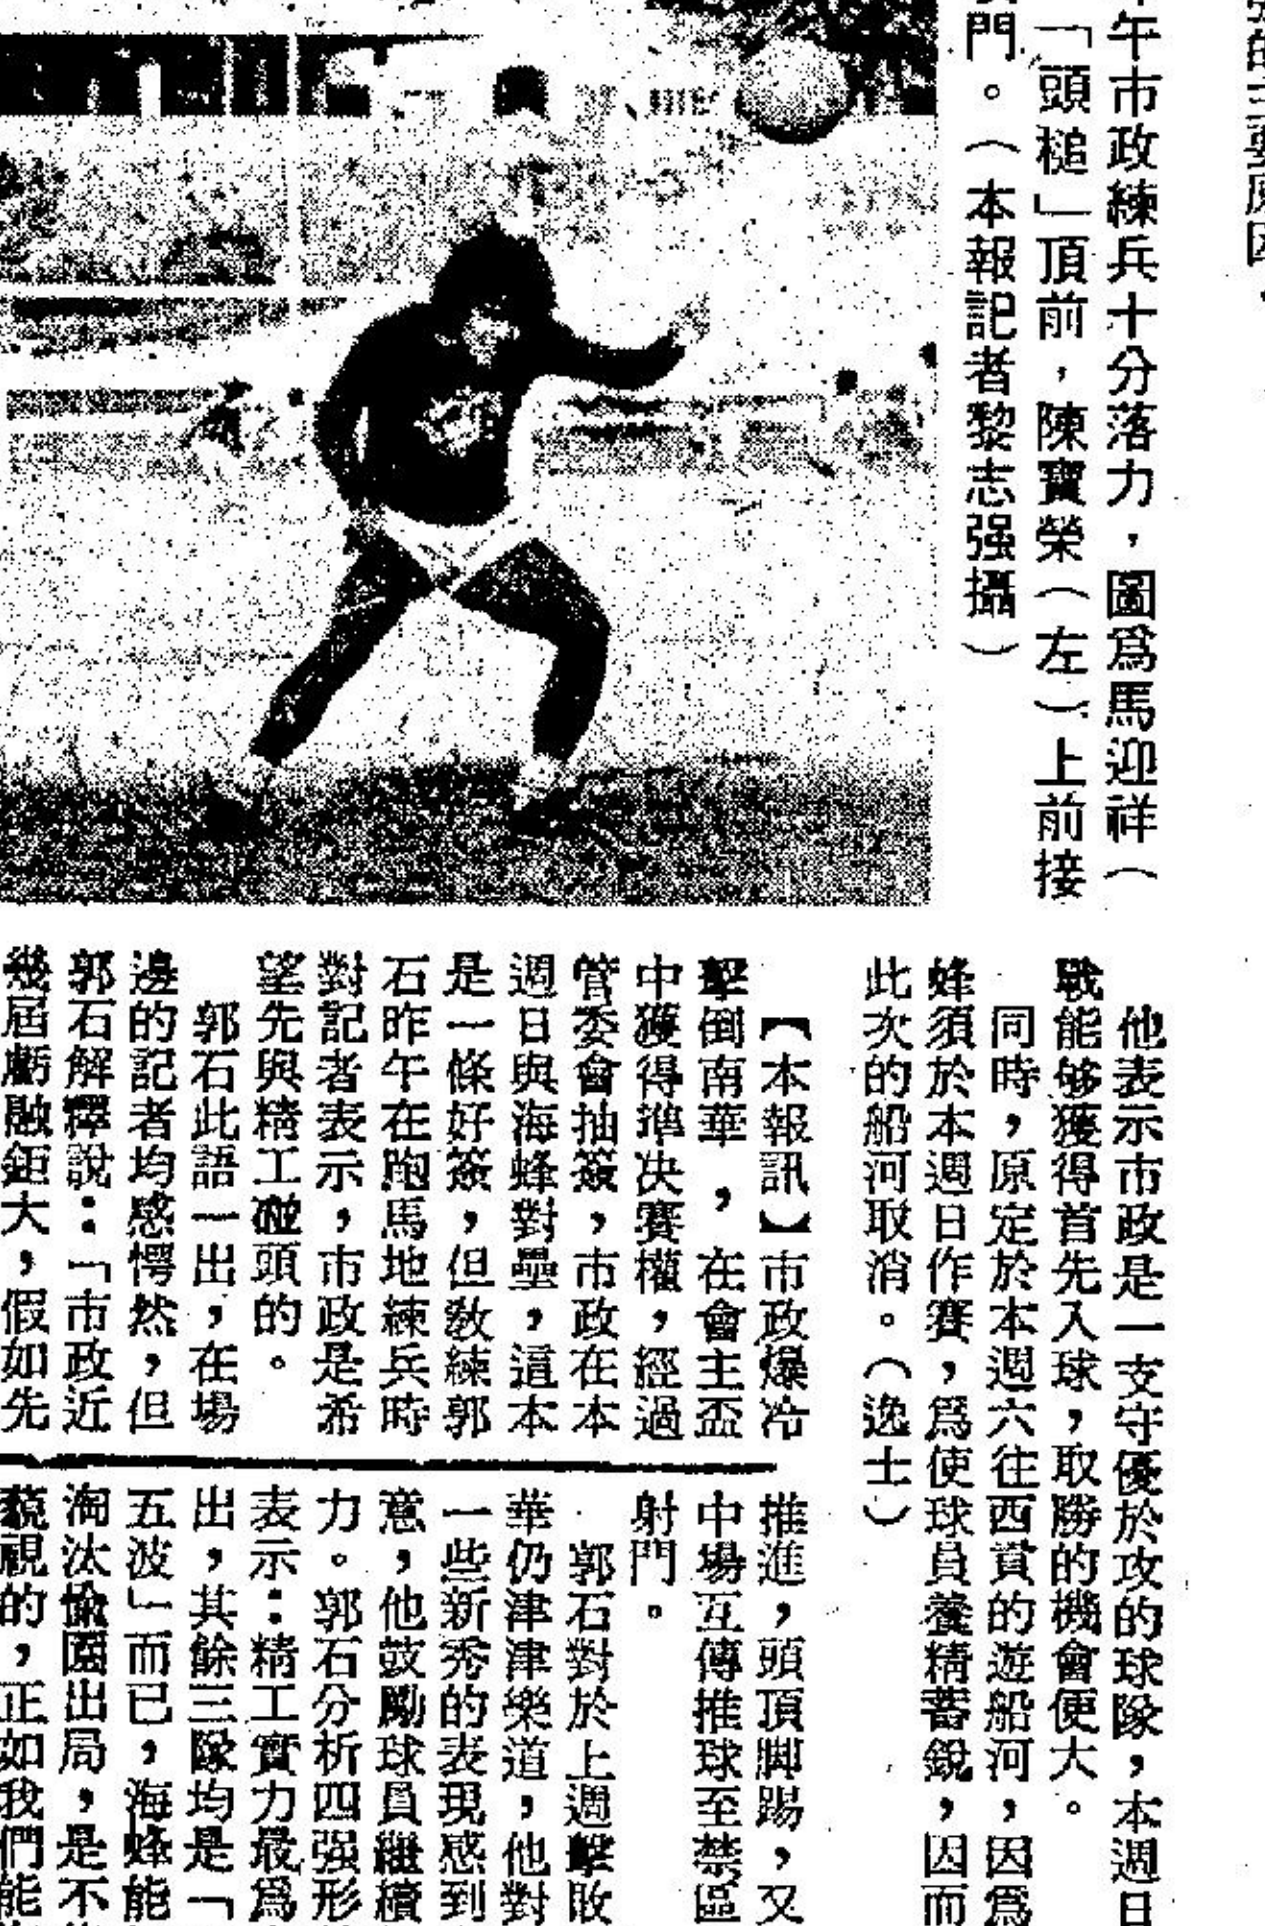 強的主要原因，
午市政練兵十分落力，圖爲馬迎祥（
「頭槌」頂前，陳寶榮（左）上前接
門。（本報記者黎志强攝）
他表示市政是一支守優於攻的球隊，本週日
戰能够獲得首先入球，取勝的機會便大。
同時，原定於本週六往西貢的遊船河，因爲
蜂須於本週日作賽，爲使球員養精蓄銳，因而
此次的船河取消。（逸士）
【本報訊】市政爆冷
擊倒南華，在會主盃
中獲得準决賽權，經過
管委會抽簽，市政在本
週日與海蜂對壘，這本
是一條好簽，但教練郭
石昨午在跑馬地練兵時
對記者表示，市政是希
望先與精工碰頭的。
郭石此語一出，在場
邊的記者均感愕然，但
郭石解釋說：「市政近
幾屆虧融鉅大，假如先
推進，頭頂脚踢，又
中場互傳推球至禁區
射門。
郭石對於上週擊敗
華仍津津樂道，他對
一些新秀的表現感到
意，他鼓勵球員繼續
力。郭石分析四强形
表示：精工實力最爲
出，其餘三隊均是「
五波」而已，海蜂能
淘汰愉園出局，是不
藐視的，正如我們能